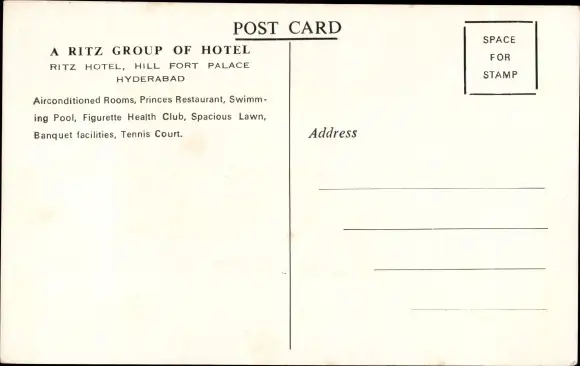 POST CARD
A RITZ GROUP OF HOTEL
RITZ HOTEL, HILL FORT PALACE
HYDERABAD
Airconditioned Rooms, Princes Restaurant, Swimm-
ing Pool, Figurette Health Club, Spacious Lawn,
Banquet facilities, Tennis Court.
SPACE
FOR
STAMP
Address